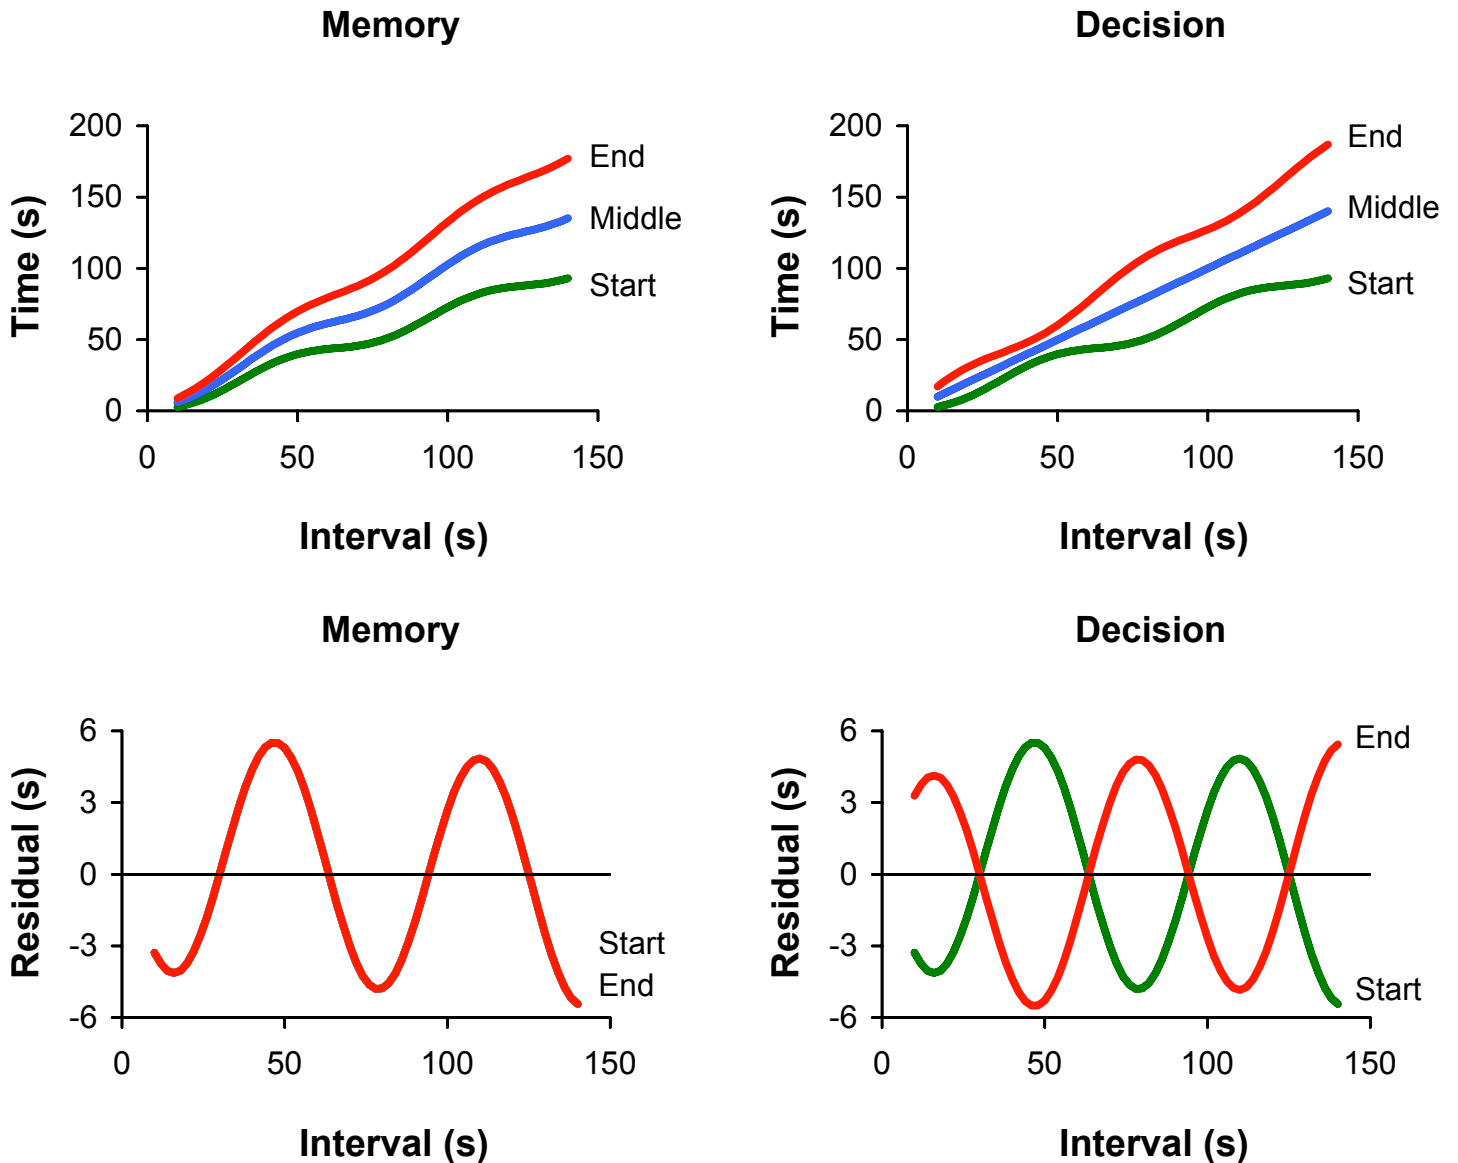 Memory
Time (s)
200
150
100
50
0
End
Middle
Start
0 50 100 150
Interval (s)
Decision
Time (s)
200
150
100
50
0
End
Middle
Start
0 50 100 150
Interval (s)
Memory
Residual (s)
6
3
0
-3
-6
Start
End
0 50 100 150
Interval (s)
Decision
Residual (s)
6
3
0
-3
-6
End
Start
0 50 100 150
Interval (s)